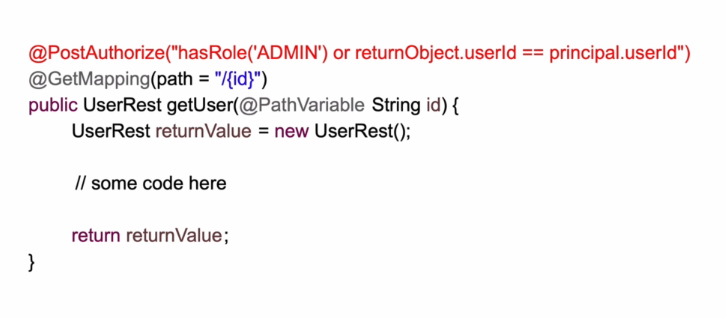 @PostAuthorize("hasRole('ADMIN') or returnObject.userId == principal.userId")
@GetMapping(path = "/{id}")
public UserRest getUser(@PathVariable String id) {
UserRest returnValue = new UserRest();
// some code here
return returnValue;
}